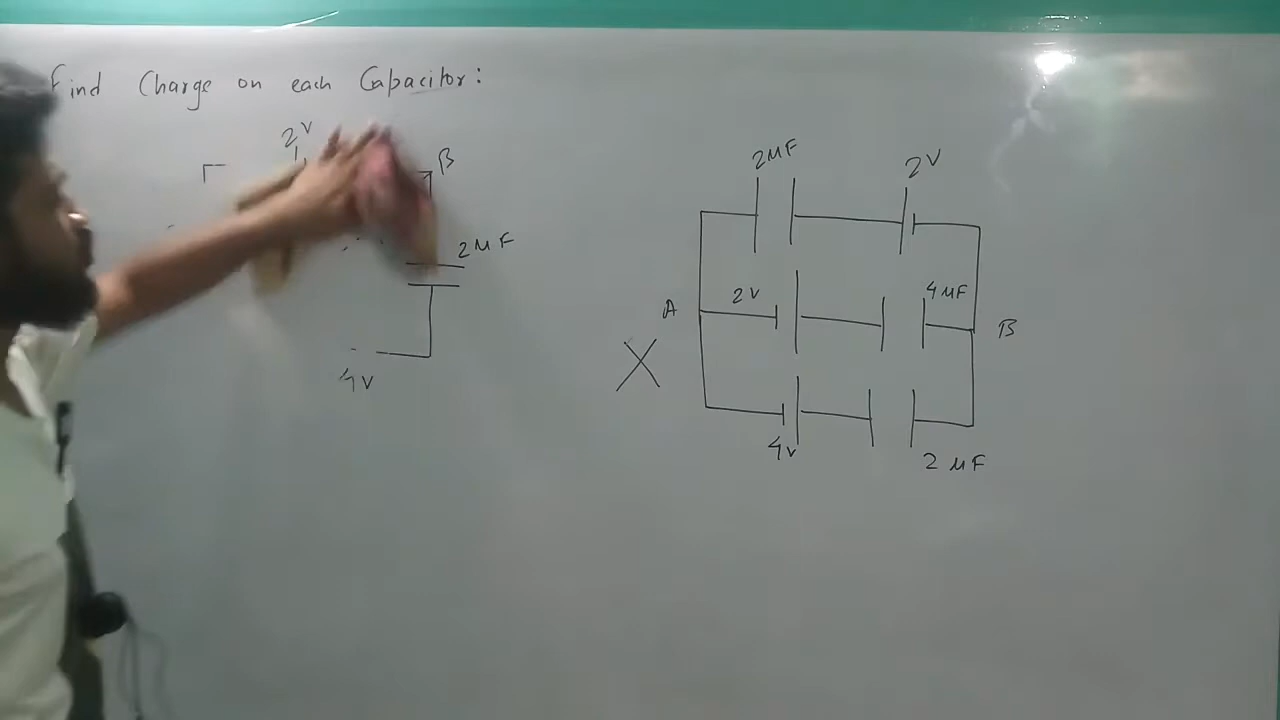 Find Charge on each Capacitor:
2V
B
2μF
4V
2μF
2V
A
2V
4μF
B
X
4V
2μF